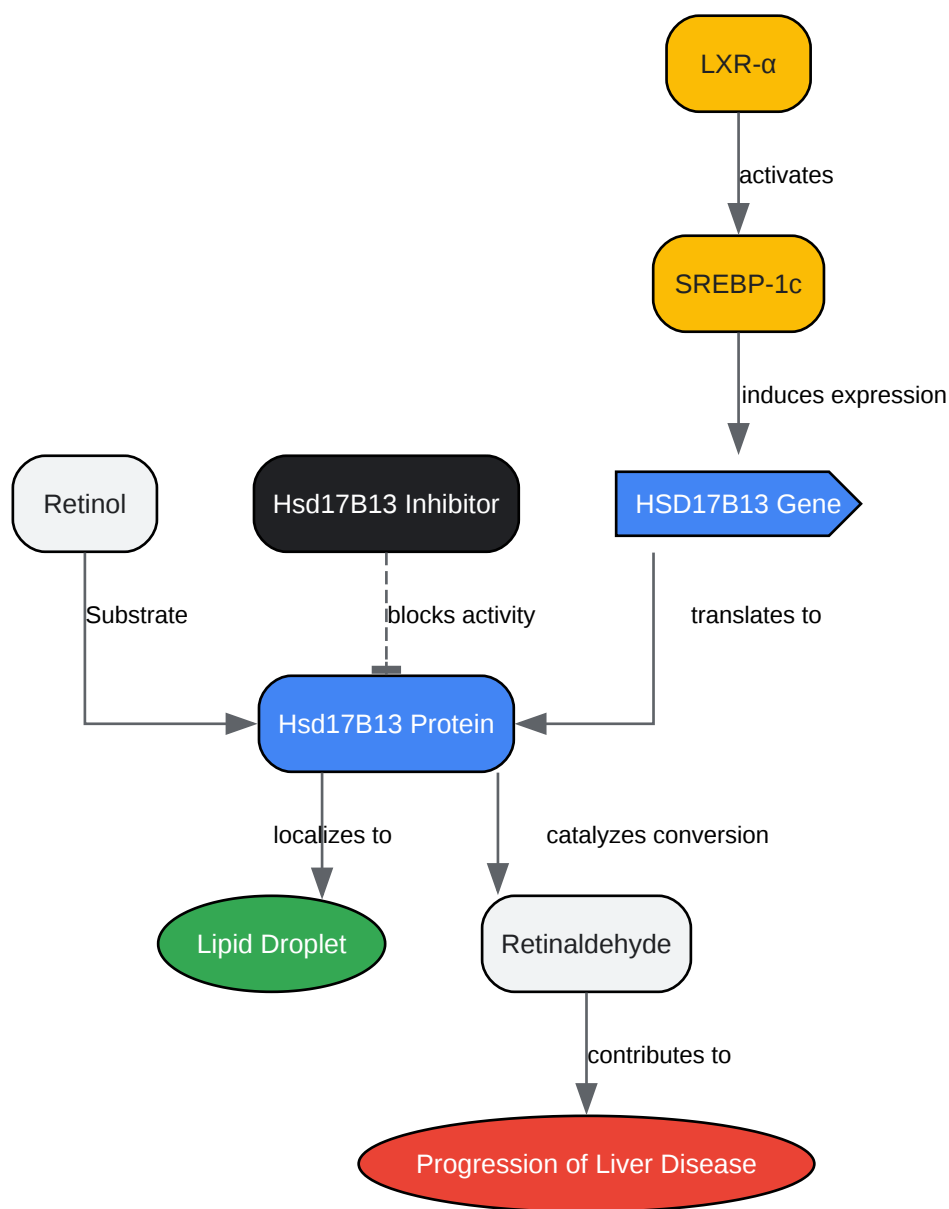 LXR-α
activates
SREBP-1c
induces expression
Retinol
Hsd17B13 Inhibitor
HSD17B13 Gene
Substrate
blocks activity
translates to
Hsd17B13 Protein
localizes to
catalyzes conversion
Lipid Droplet
Retinaldehyde
contributes to
Progression of Liver Disease